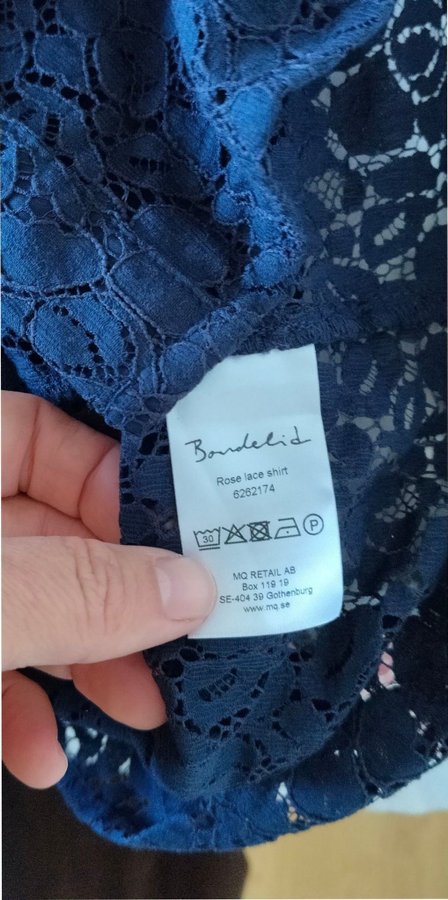 Bondelid
Rose lace shirt
6262174
30 P
MQ RETAIL AB
Box 119 19
SE-404 39 Gothenburg
www.mq.se